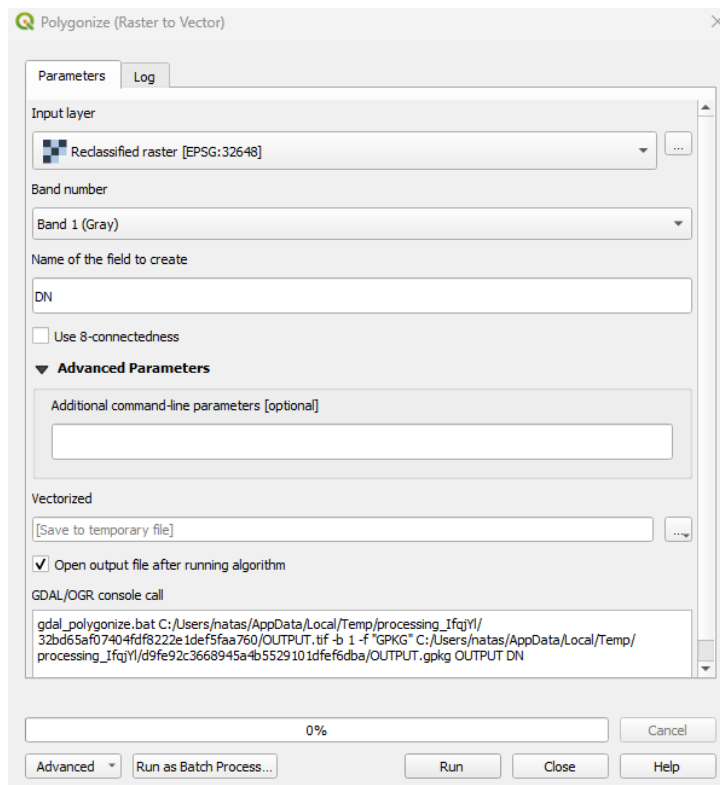 Polygonize (Raster to Vector)
Parameters
Log
Input layer
Reclassified raster [EPSG:32648]
...
Band number
Band 1 (Gray)
Name of the field to create
DN
Use 8-connectedness
Advanced Parameters
Additional command-line parameters [optional]
Vectorized
[Save to temporary file]
...
Open output file after running algorithm
GDAL/OGR console call
gdal_polygonize.bat C:/Users/natas/AppData/Local/Temp/processing_IfqjYl/
32bd65af07404fdf8222e1def5faa760/OUTPUT.tif -b 1 -f "GPKG" C:/Users/natas/AppData/Local/Temp/
processing_IfqjYl/d9fe92c3668945a4b5529101dfef6dba/OUTPUT.gpkg OUTPUT DN
0%
Cancel
Advanced
Run as Batch Process...
Run
Close
Help